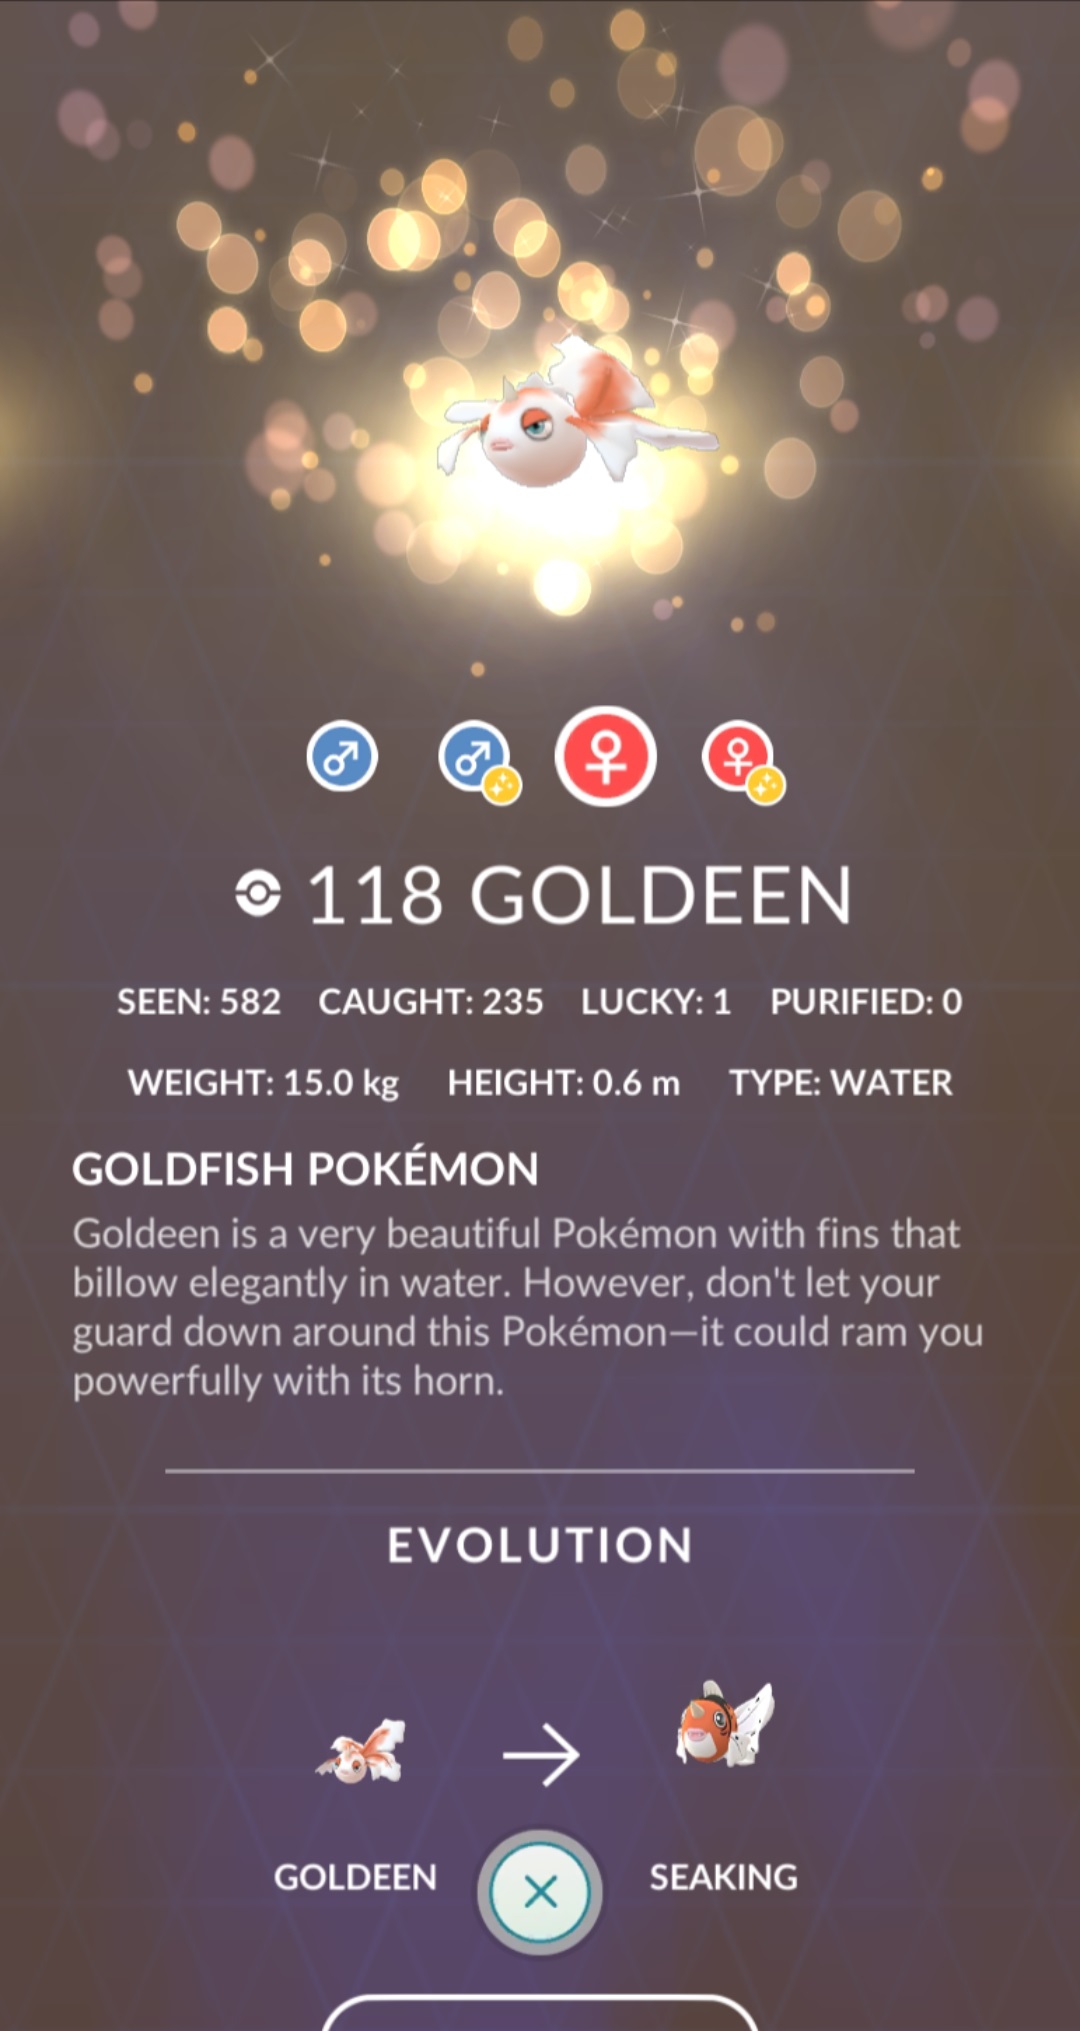 118 GOLDEEN
SEEN: 582 CAUGHT: 235 LUCKY: 1 PURIFIED: 0
WEIGHT: 15.0 kg HEIGHT: 0.6 m TYPE: WATER
GOLDFISH POKÉMON
Goldeen is a very beautiful Pokémon with fins that
billow elegantly in water. However, don't let your
guard down around this Pokémon—it could ram you
powerfully with its horn.
EVOLUTION
GOLDEEN SEAKING